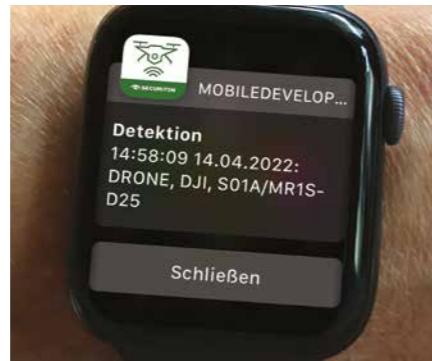 SECURITON
MOBILEDEVELOP...
Detektion
14:58:09 14.04.2022:
DRONE, DJI, S01A/MR1S-
D25
Schließen